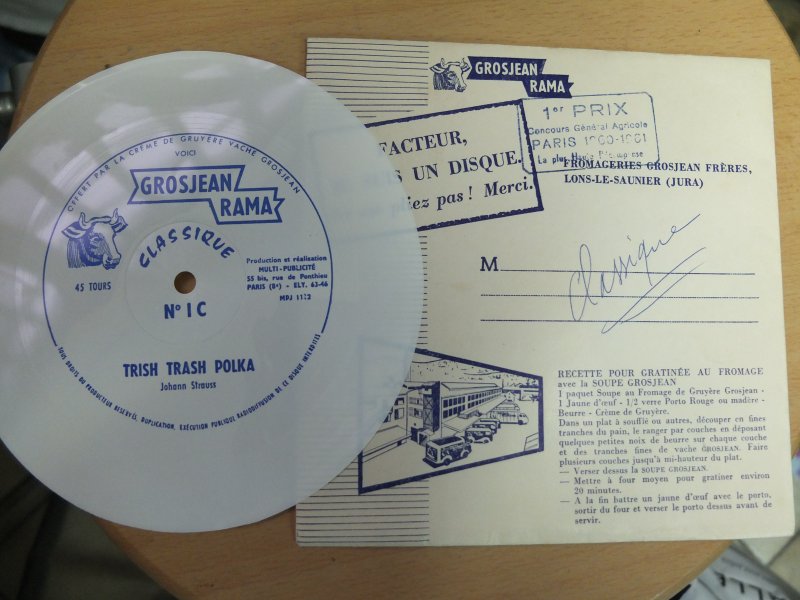 OFFERT PAR LA CRÈME DE GRUYÈRE VACHE GROSJEAN
VOICI
GROSJEAN
RAMA
CLASSIQUE
45 TOURS
Production et réalisation
MULTI-PUBLICITÉ
55 bis, rue de Ponthieu
PARIS (8e) - ELY. 63-46
MPJ
N° 1 C
TRISH TRASH POLKA
Johann Strauss
TOUS DROITS DU PRODUCTEUR RÉSERVÉS, DUPLICATION, EXÉCUTION PUBLIQUE RADIODIFFUSION DE CE DISQUE INTERDITES
GROSJEAN
RAMA
1er PRIX
Concours Général Agricole
PARIS 1960-1961
La plus Haute
FACTEUR,
UN DISQUE.
iez pas ! Merci.
FROMAGERIES GROSJEAN FRÈRES,
LONS-LE-SAUNIER (JURA)
M
Classique
RECETTE POUR GRATINÉE AU FROMAGE
avec la SOUPE GROSJEAN
1 paquet Soupe au Fromage de Gruyère Grosjean -
1 Jaune d'œuf - 1/2 verre Porto Rouge ou madère -
Beurre - Crème de Gruyère.
Dans un plat à soufflé ou autres, découper en fines
tranches du pain, le ranger par couches en déposant
quelques petites noix de beurre sur chaque couche
et des tranches fines de vache GROSJEAN. Faire
plusieurs couches jusqu'à mi-hauteur du plat.
— Verser dessus la SOUPE GROSJEAN.
— Mettre à four moyen pour gratiner environ
20 minutes.
— A la fin battre un jaune d'œuf avec le porto,
sortir du four et verser le porto dessus avant de
servir.